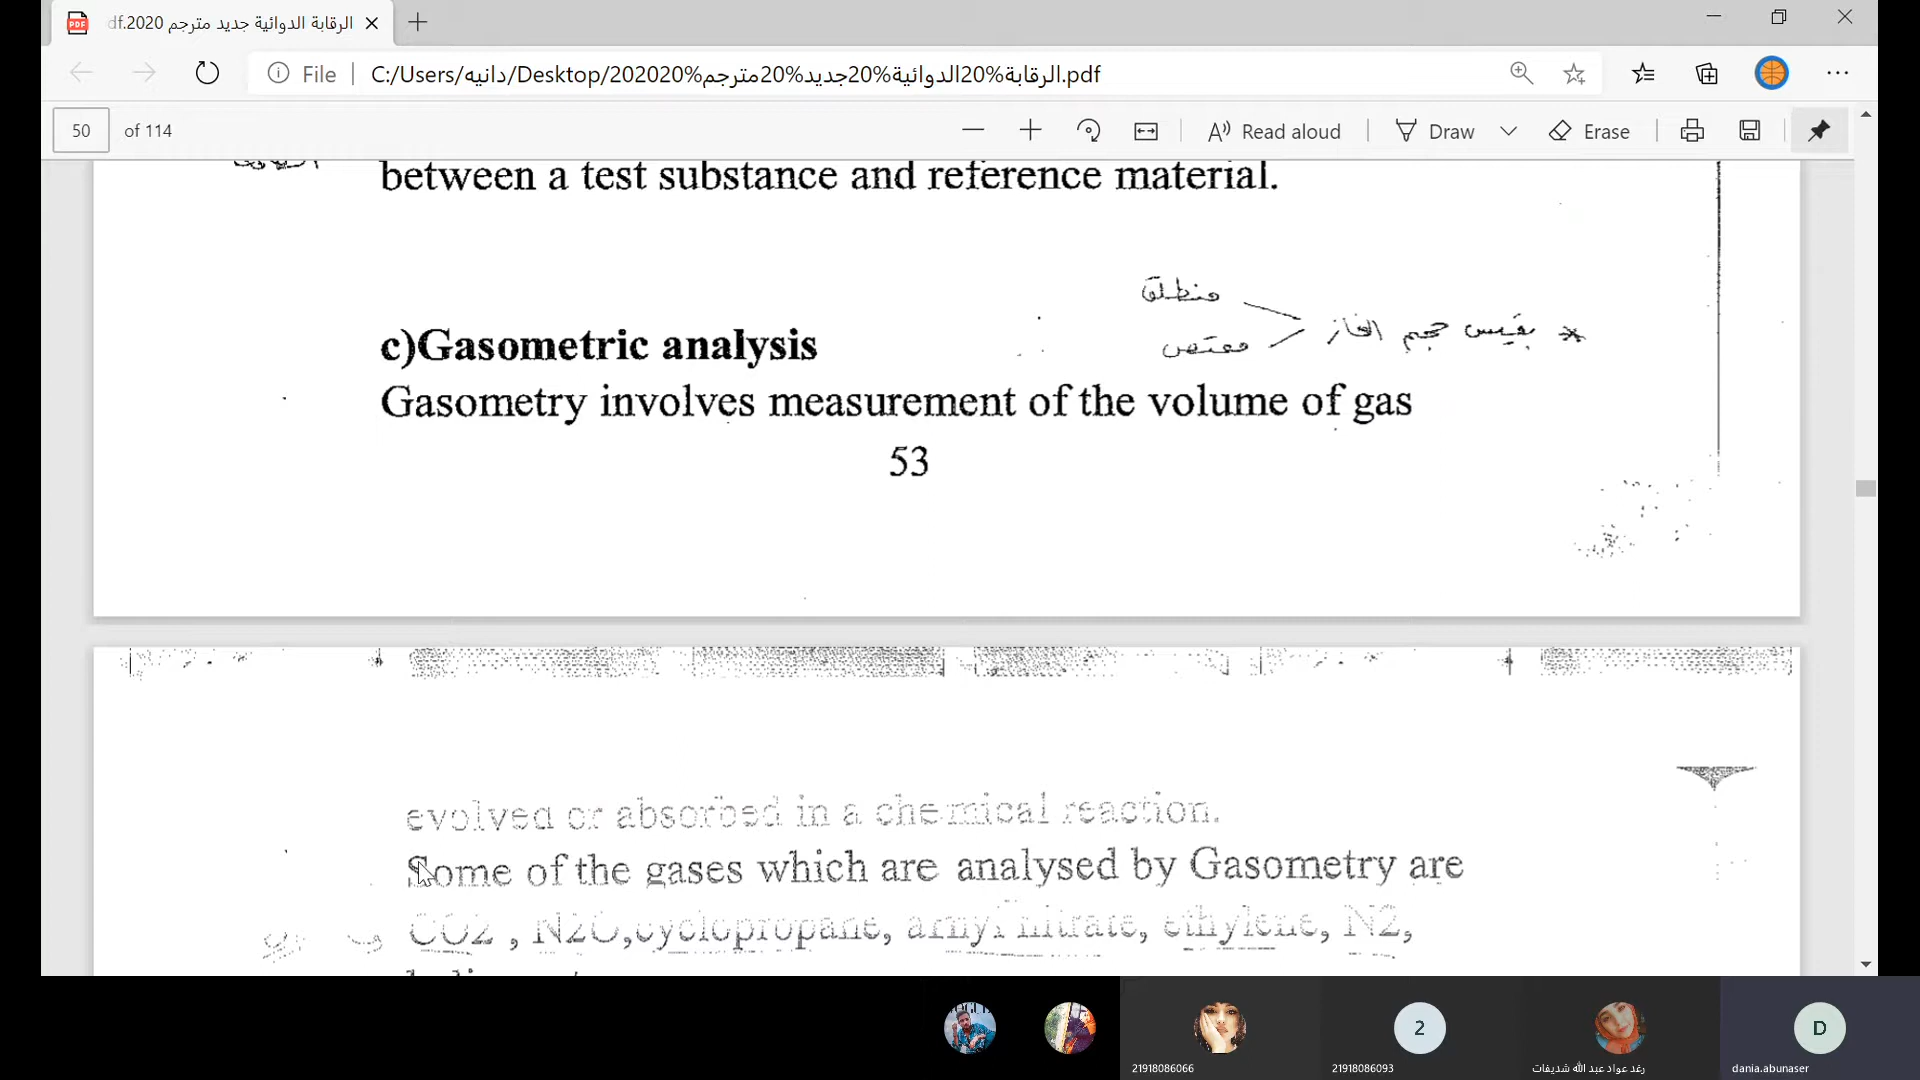 الرقابة الدوائية جديد مترجم 2020.df
File
C:/Users/دانيه/Desktop/202020%الرقابة%20الدوائية%20جديد%20مترجم.pdf
50 of 114
Read aloud
Draw
Erase
between a test substance and reference material.
منطلق
* يقيس حجم الغاز
ممتص
c)Gasometric analysis
Gasometry involves measurement of the volume of gas
53
evolved or absorbed in a chemical reaction.
Some of the gases which are analysed by Gasometry are
CO2 , N2O,cyclopropane, amyl nitrate, ethylene, N2,
21918086066
2
21918086093
رغد عواد عبد الله شديفات
D
dania.abunaser